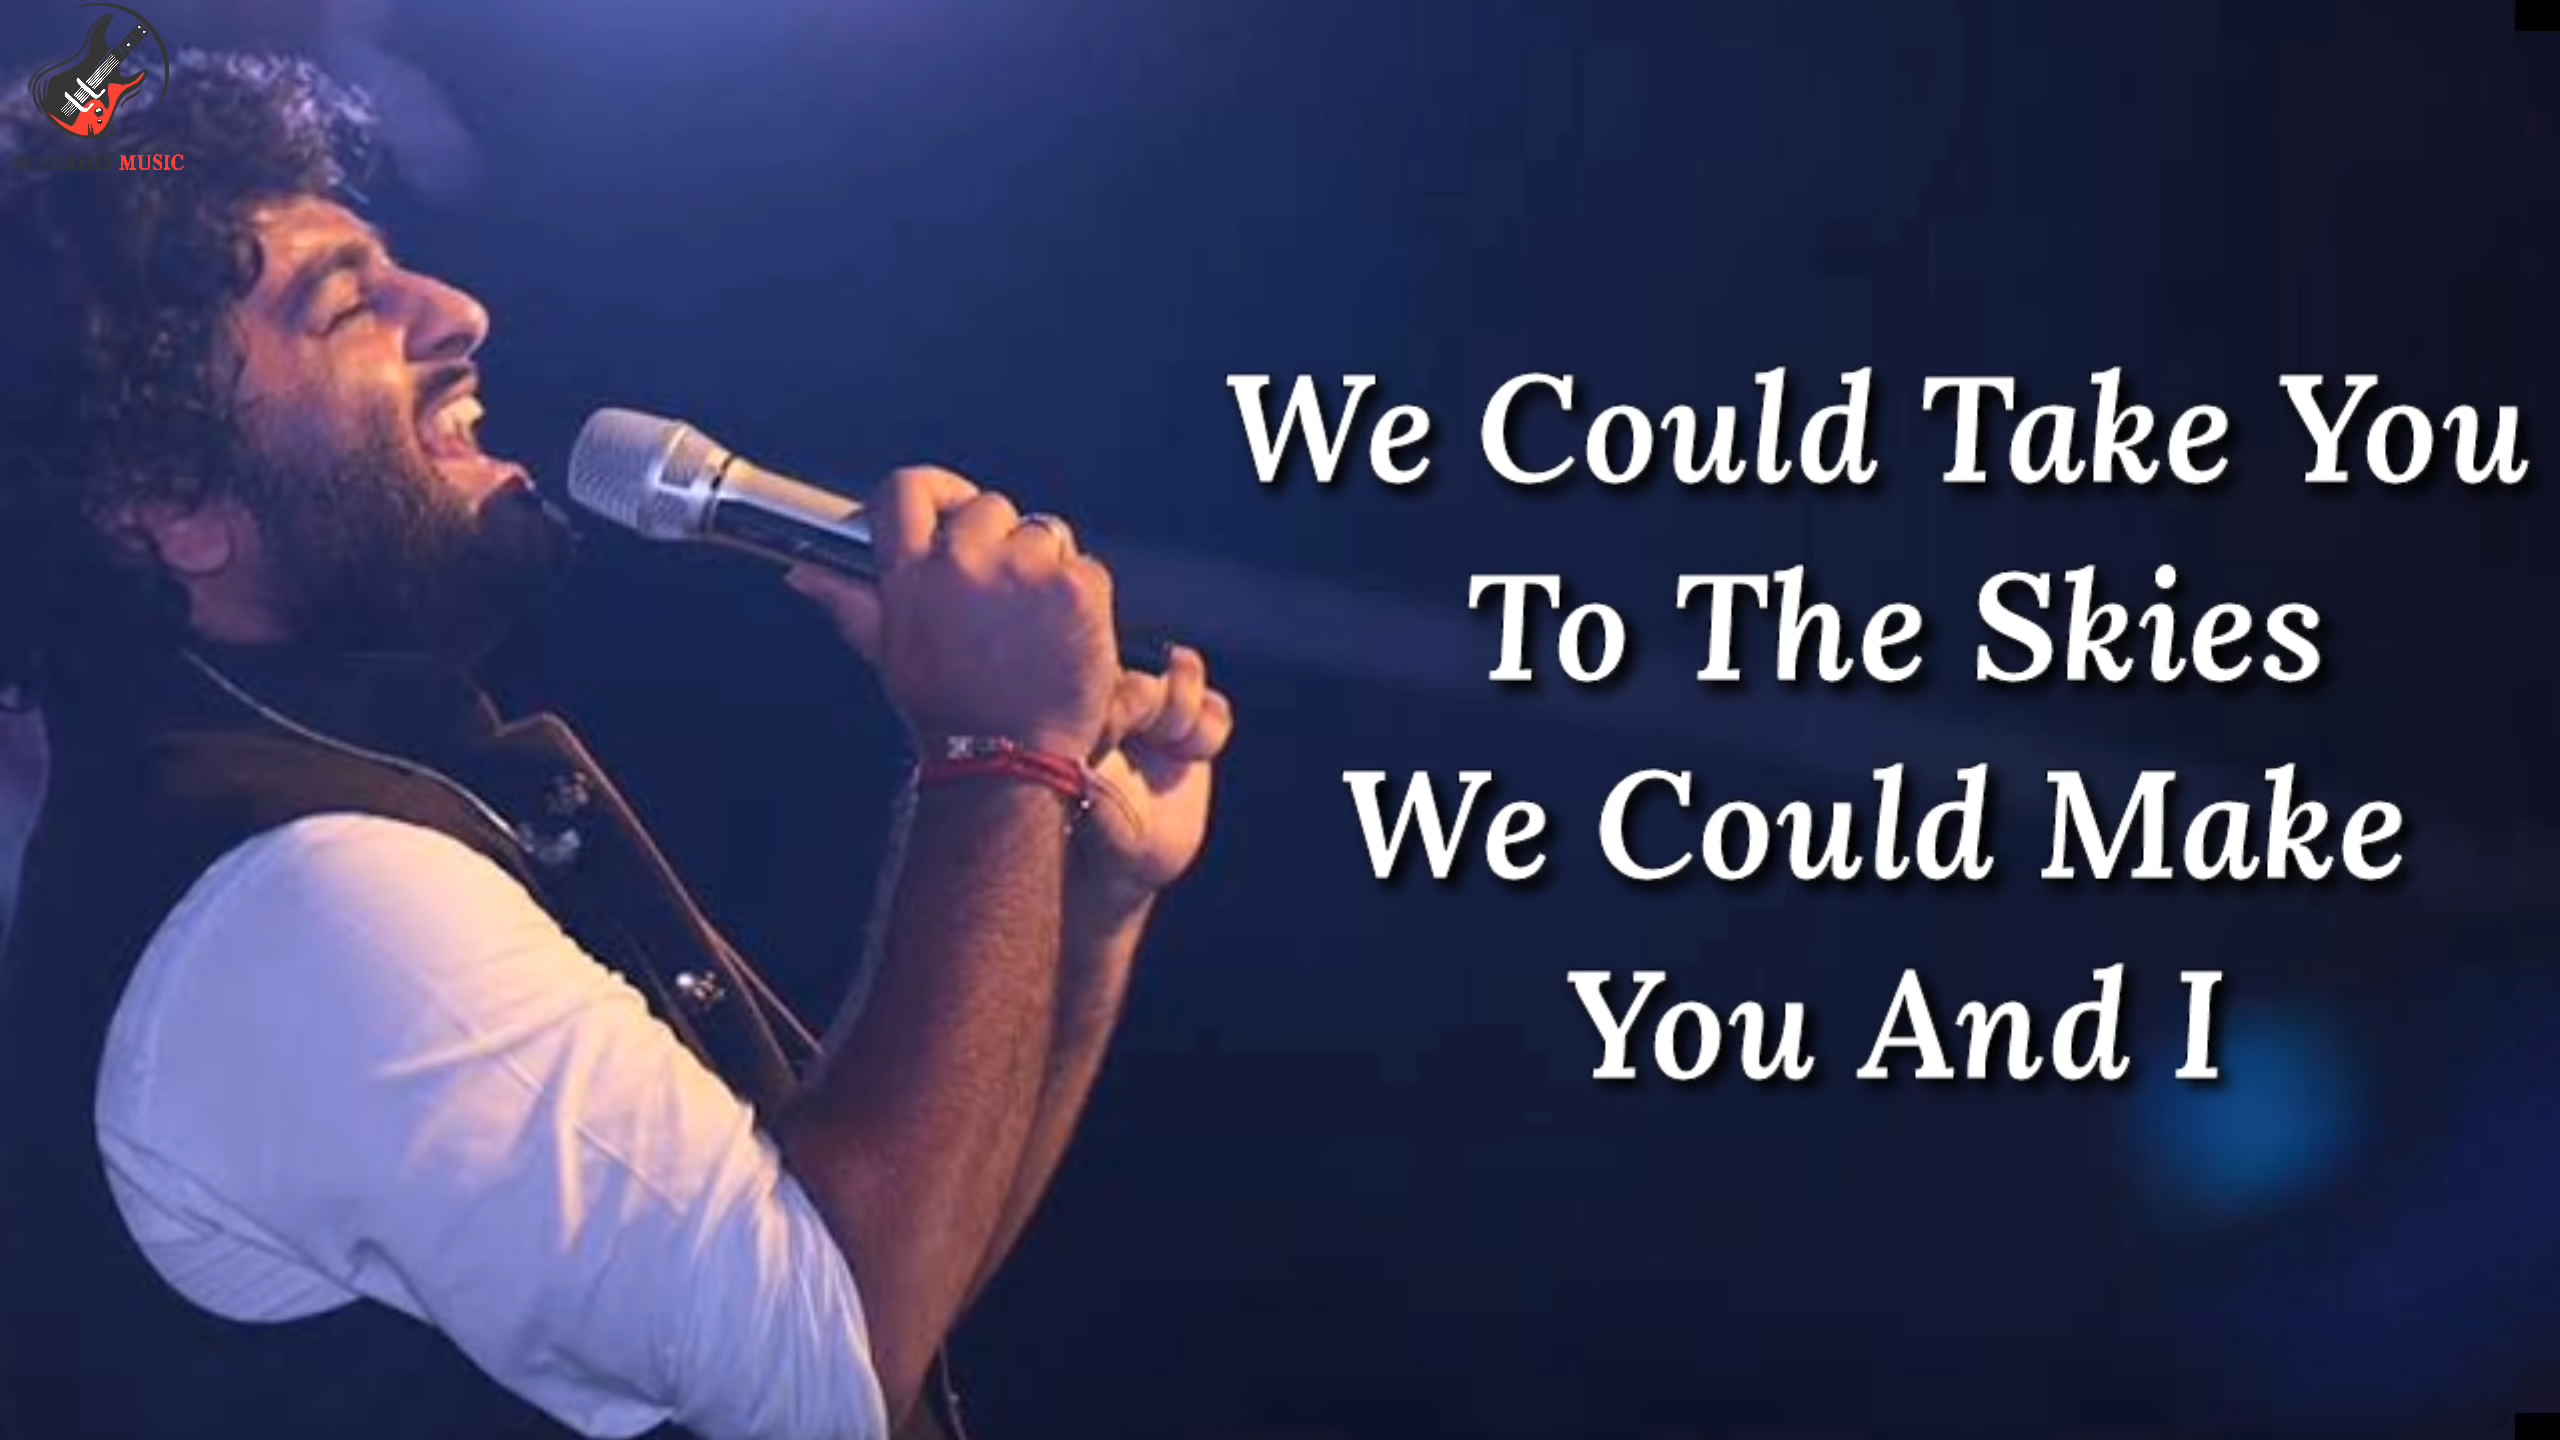 MUSIC
We Could Take You
To The Skies
We Could Make
You And I